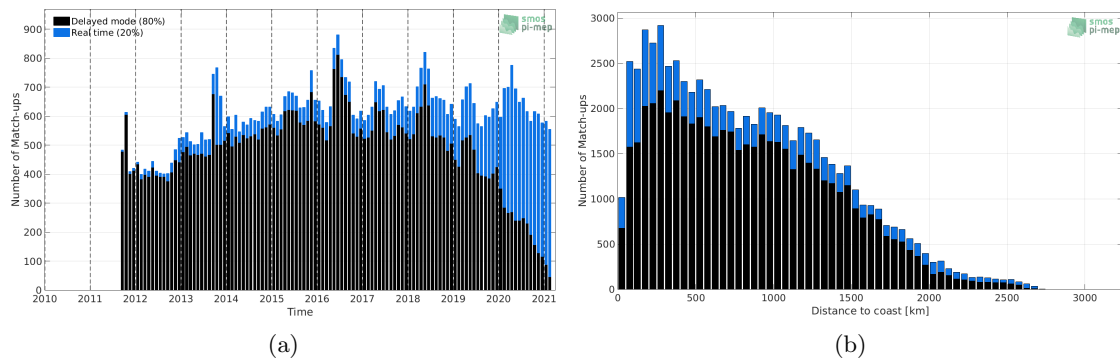 Delayed mode (80%)
Real time (20%)
smos
pi-mep
Number of Match-ups
900
800
700
600
500
400
300
200
100
0
2010 2011 2012 2013 2014 2015 2016 2017 2018 2019 2020 2021
Time
(a)
smos
pi-mep
Number of Match-ups
3000
2500
2000
1500
1000
500
0
0 500 1000 1500 2000 2500 3000
Distance to coast [km]
(b)